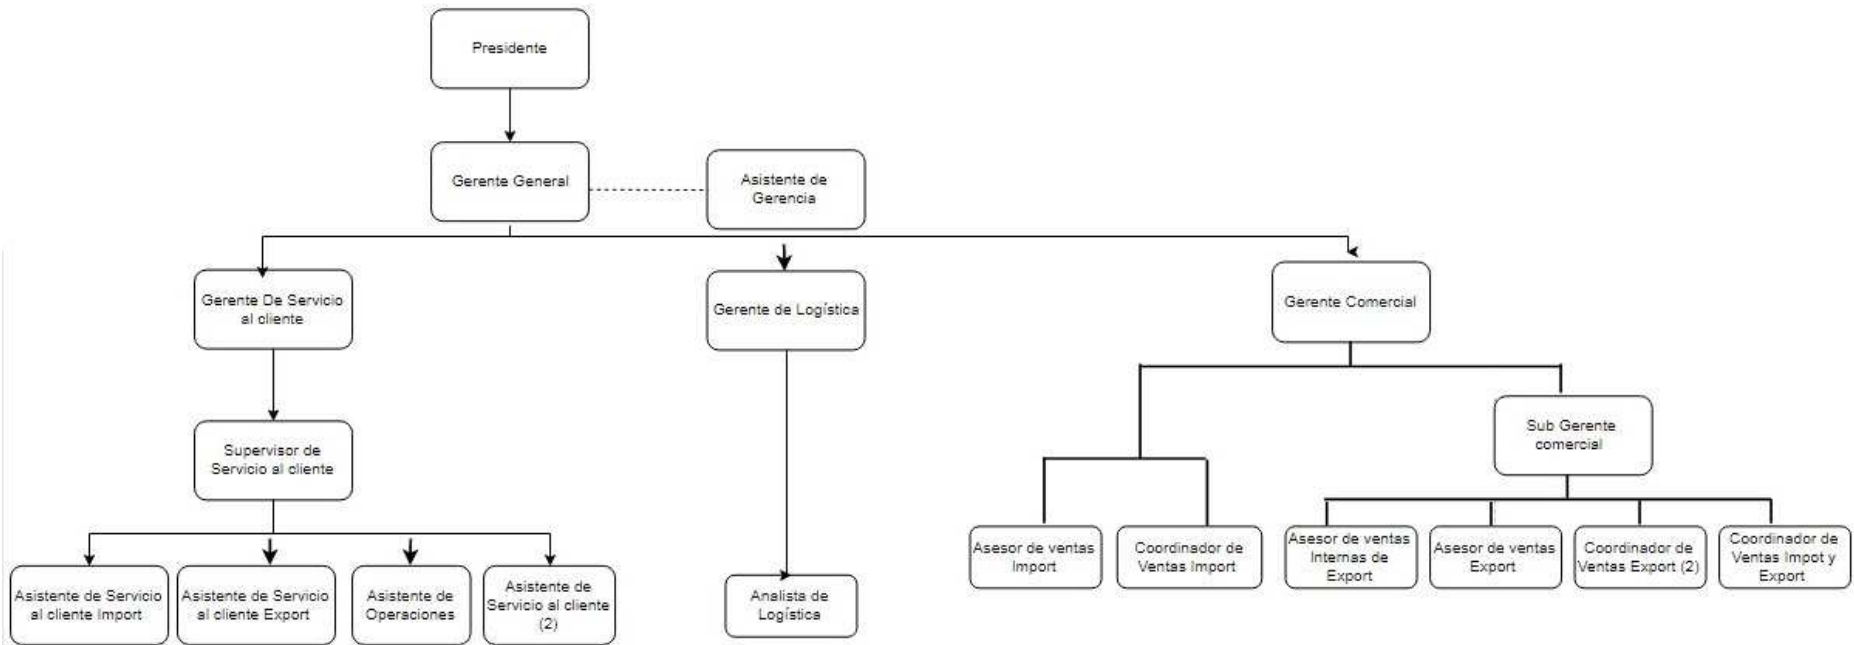 Presidente
Gerente General
Asistente de
Gerencia
Gerente De Servicio
al cliente
Gerente de Logística
Gerente Comercial
Supervisor de
Servicio al cliente
Sub Gerente
comercial
Asistente de Servicio
al cliente Import
Asistente de Servicio
al cliente Export
Asistente de
Operaciones
Asistente de
Servicio al cliente
(2)
Analista de
Logística
Asesor de ventas
Import
Coordinador de
Ventas Import
Asesor de ventas
Internas de
Export
Asesor de ventas
Export
Coordinador de
Ventas Export (2)
Coordinador de
Ventas Impot y
Export